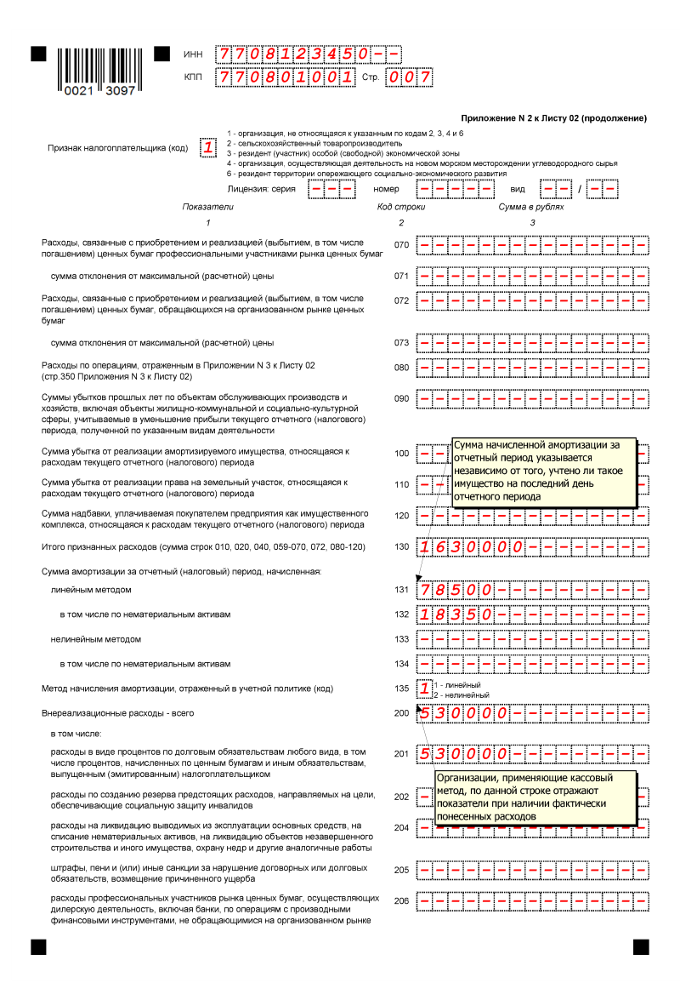 ИНН 7708123450--
КПП 770801001 Стр. 007
0021 3097
Приложение N 2 к Листу 02 (продолжение)
Признак налогоплательщика (код) 1
1 - организация, не относящаяся к указанным по кодам 2, 3, 4 и 6
2 - сельскохозяйственный товаропроизводитель
3 - резидент (участник) особой (свободной) экономической зоны
4 - организация, осуществляющая деятельность на новом морском месторождении углеводородного сырья
6 - резидент территории опережающего социально-экономического развития
Лицензия: серия --- номер ----- вид -- / --
Показатели Код строки Сумма в рублях
1 2 3
Расходы, связанные с приобретением и реализацией (выбытием, в том числе 070 ---------------
погашением) ценных бумаг профессиональными участниками рынка ценных бумаг
сумма отклонения от максимальной (расчетной) цены 071 ---------------
Расходы, связанные с приобретением и реализацией (выбытием, в том числе 072 ---------------
погашением) ценных бумаг, обращающихся на организованном рынке ценных
бумаг
сумма отклонения от максимальной (расчетной) цены 073 ---------------
Расходы по операциям, отраженным в Приложении N 3 к Листу 02 080 ---------------
(стр.350 Приложения N 3 к Листу 02)
Суммы убытков прошлых лет по объектам обслуживающих производств и 090 ---------------
хозяйств, включая объекты жилищно-коммунальной и социально-культурной
сферы, учитываемые в уменьшение прибыли текущего отчетного (налогового)
периода, полученной по указанным видам деятельности
Сумма убытка от реализации амортизируемого имущества, относящаяся к 100 --
расходам текущего отчетного (налогового) периода
Сумма убытка от реализации права на земельный участок, относящаяся к 110 --
расходам текущего отчетного (налогового) периода
Сумма начисленной амортизации за
отчетный период указывается
независимо от того, учтено ли такое
имущество на последний день
отчетного периода
Сумма надбавки, уплачиваемая покупателем предприятия как имущественного 120 ---------------
комплекса, относящаяся к расходам текущего отчетного (налогового) периода
Итого признанных расходов (сумма строк 010, 020, 040, 059-070, 072, 080-120) 130 1630000--------
Сумма амортизации за отчетный (налоговый) период, начисленная:
линейным методом 131 78500----------
в том числе по нематериальным активам 132 18350----------
нелинейным методом 133 ---------------
в том числе по нематериальным активам 134 ---------------
Метод начисления амортизации, отраженный в учетной политике (код) 135 1 1 - линейный
2 - нелинейный
Внереализационные расходы - всего 200 530000---------
в том числе:
расходы в виде процентов по долговым обязательствам любого вида, в том 201 530000---------
числе процентов, начисленных по ценным бумагам и иным обязательствам,
выпущенным (эмитированным) налогоплательщиком
Организации, применяющие кассовый
метод, по данной строке отражают
показатели при наличии фактически
понесенных расходов
расходы по созданию резерва предстоящих расходов, направляемых на цели, 202 -
обеспечивающие социальную защиту инвалидов
расходы на ликвидацию выводимых из эксплуатации основных средств, на 204 ---------------
списание нематериальных активов, на ликвидацию объектов незавершенного
строительства и иного имущества, охрану недр и другие аналогичные работы
штрафы, пени и (или) иные санкции за нарушение договорных или долговых 205 ---------------
обязательств, возмещение причиненного ущерба
расходы профессиональных участников рынка ценных бумаг, осуществляющих 206 ---------------
дилерскую деятельность, включая банки, по операциям с производными
финансовыми инструментами, не обращающимися на организованном рынке